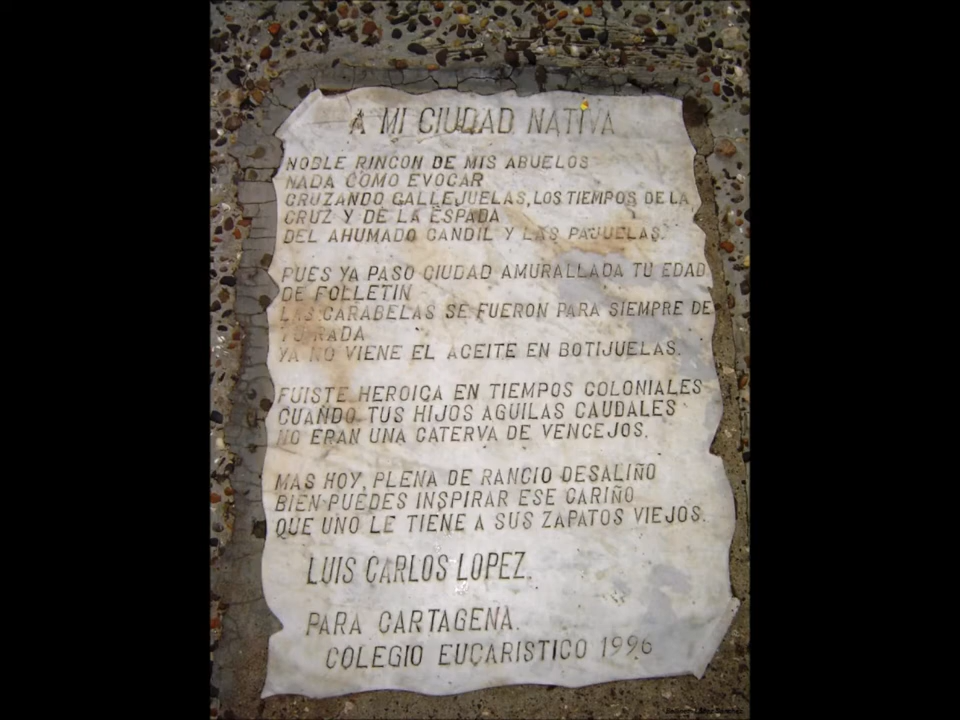 A MI CIUDAD NATIVA
NOBLE RINCON DE MIS ABUELOS
NADA COMO EVOCAR
CRUZANDO CALLEJUELAS, LOS TIEMPOS DE LA
CRUZ Y DE LA ESPADA
DEL AHUMADO CANDIL Y LAS PAJUELAS.
PUES YA PASO CIUDAD AMURALLADA TU EDAD
DE FOLLETIN
LAS CARABELAS SE FUERON PARA SIEMPRE DE
TU RADA
YA NO VIENE EL ACEITE EN BOTIJUELAS.
FUISTE HEROICA EN TIEMPOS COLONIALES
CUANDO TUS HIJOS AGUILAS CAUDALES
NO ERAN UNA CATERVA DE VENCEJOS.
MAS HOY, PLENA DE RANCIO DESALIÑO
BIEN PUEDES INSPIRAR ESE CARIÑO
QUE UNO LE TIENE A SUS ZAPATOS VIEJOS.
LUIS CARLOS LOPEZ.
PARA CARTAGENA.
COLEGIO EUCARISTICO 1996